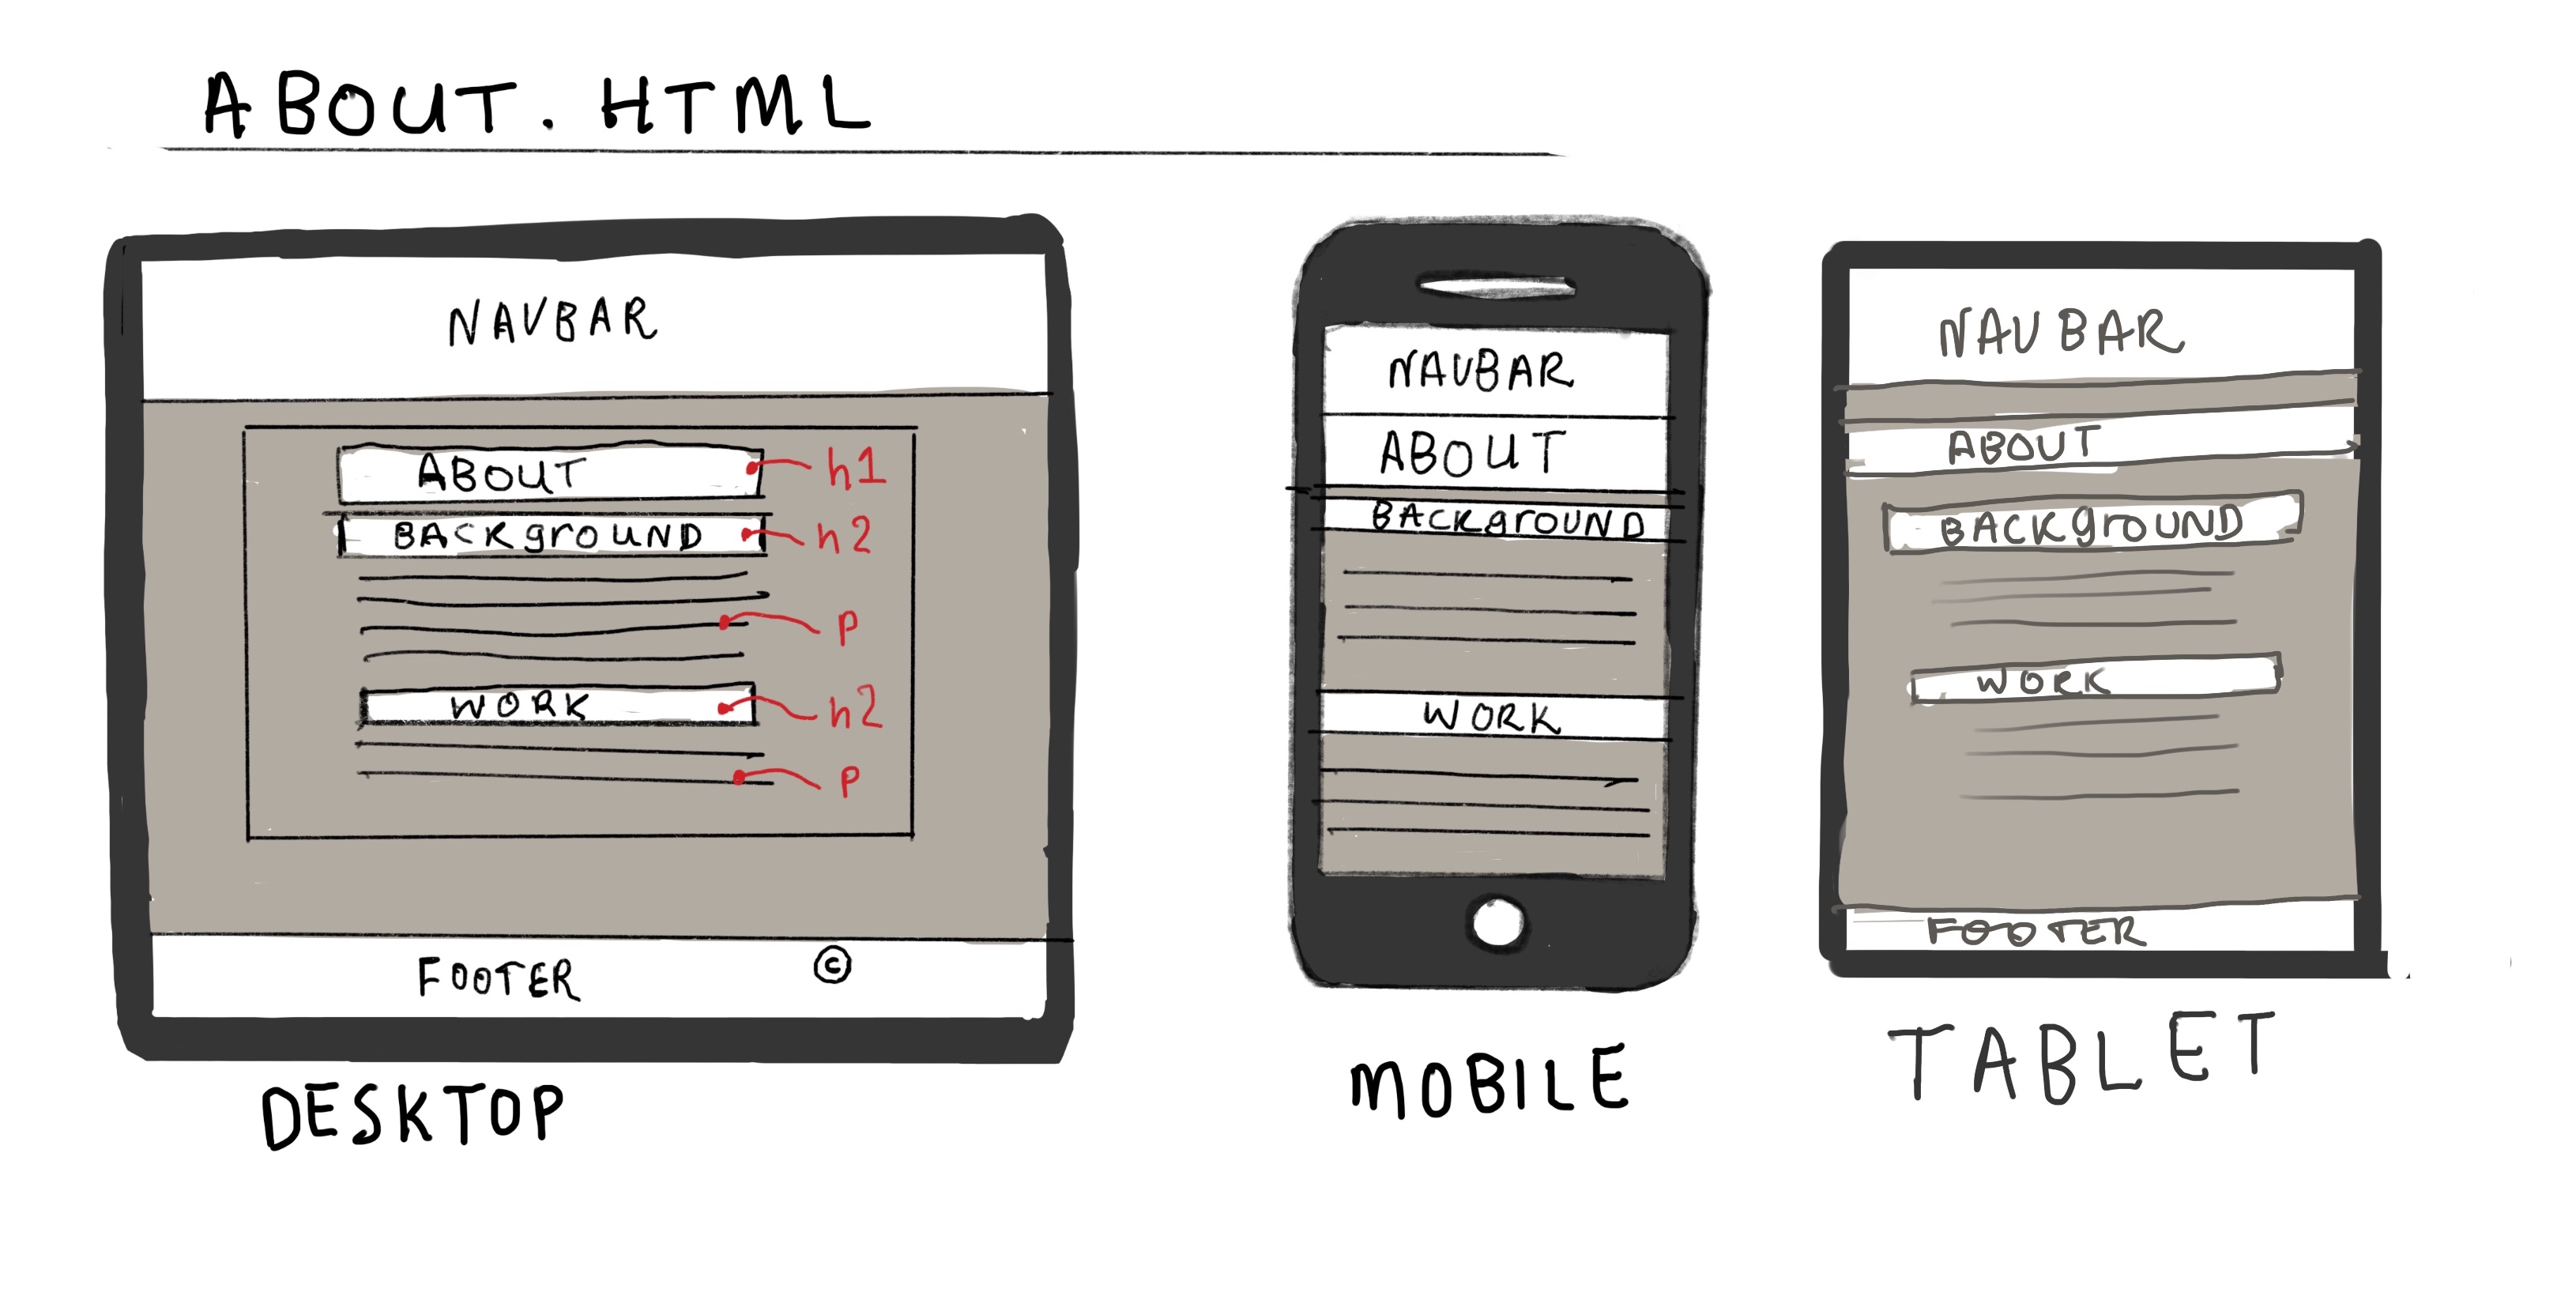 ABOUT.HTML
NAVBAR
ABOUT
h1
BACKgrOUND
h2
P
WORK
h2
P
FOOTER ©
DESKTOP
NAVBAR
ABOUT
BACKgrOUND
WORK
MOBILE
NAVBAR
ABOUT
BACKgrOUND
WORK
FOOTER
TABLET